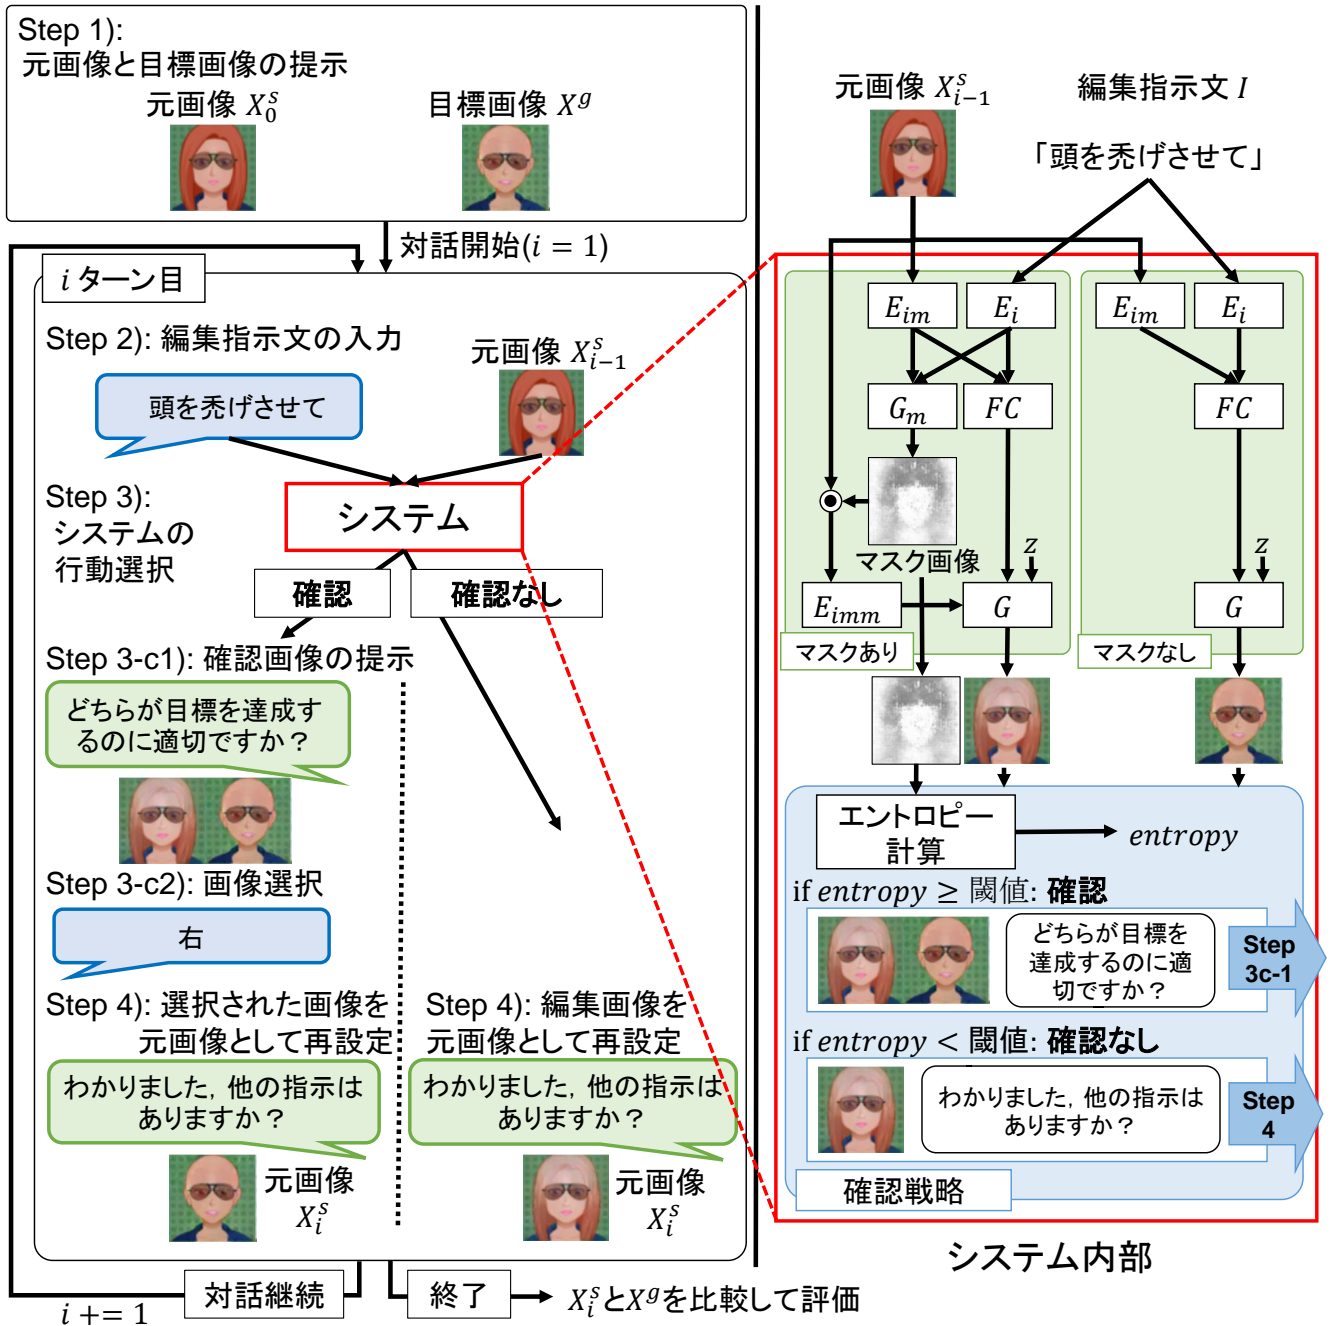 Step 1):
元画像と目標画像の提示
元画像 X_0^s
目標画像 X^g
対話開始(i = 1)
i ターン目
Step 2): 編集指示文の入力
元画像 X_{i-1}^s
頭を禿げさせて
Step 3):
システムの
行動選択
システム
確認
確認なし
Step 3-c1): 確認画像の提示
どちらが目標を達成す
るのに適切ですか？
Step 3-c2): 画像選択
右
Step 4): 選択された画像を
元画像として再設定
わかりました，他の指示は
ありますか？
元画像
X_i^s
Step 4): 編集画像を
元画像として再設定
わかりました，他の指示は
ありますか？
元画像
X_i^s
対話継続
i += 1
終了
X_i^sとX^gを比較して評価
元画像 X_{i-1}^s
編集指示文 I
「頭を禿げさせて」
E_{im}
E_i
E_{im}
E_i
G_m
FC
FC
マスク画像
z
z
E_{imm}
G
G
マスクあり
マスクなし
エントロピー
計算
entropy
if entropy ≥ 閾値: 確認
どちらが目標を
達成するのに適
切ですか？
Step
3c-1
if entropy < 閾値: 確認なし
わかりました，他の指示は
ありますか？
Step
4
確認戦略
システム内部